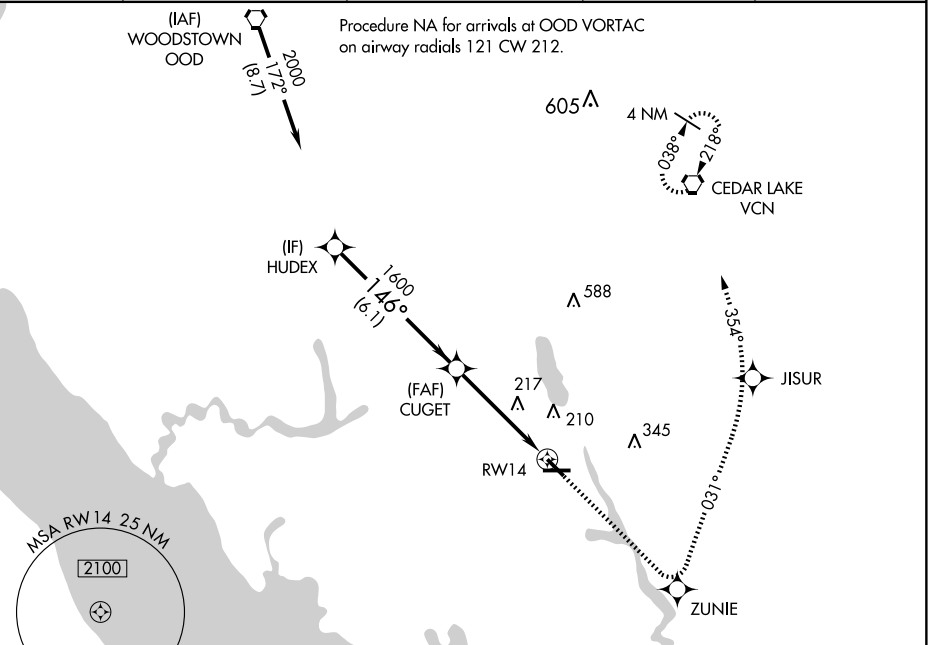 (IAF)
WOODSTOWN
OOD
Procedure NA for arrivals at OOD VORTAC
on airway radials 121 CW 212.
2000
172°
(8.7)
605
4 NM
038°
218°
CEDAR LAKE
VCN
(IF)
HUDEX
1600
146°
(6.1)
588
354°
JISUR
(FAF)
CUGET
217
210
345
RW14
031°
MSA RW14 25 NM
2100
ZUNIE